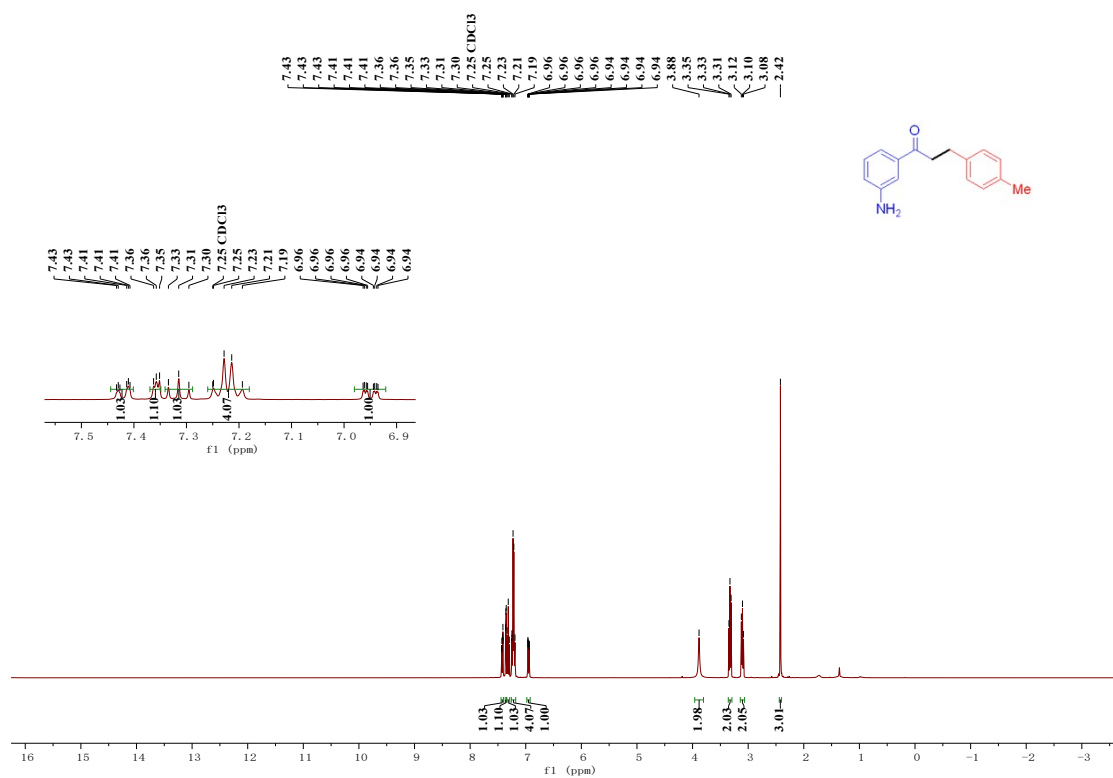 7.43 7.43 7.43 7.41 7.41 7.41 7.36 7.36 7.35 7.33 7.31 7.30 7.25 CDCl3 7.25 7.23 7.21 7.19 6.96 6.96 6.96 6.96 6.94 6.94 6.94 6.94 3.88 3.35 3.33 3.31 3.12 3.10 3.08 2.42
O
Me
NH2
7.43 7.43 7.41 7.41 7.41 7.36 7.36 7.35 7.33 7.31 7.30 7.25 CDCl3 7.25 7.23 7.21 7.19 6.96 6.96 6.96 6.96 6.94 6.94 6.94 6.94
1.03 1.10 1.03 4.07 1.00
7.5 7.4 7.3 7.2 7.1 7.0 6.9
f1 (ppm)
1.03 1.10 1.03 4.07 1.00 1.98 2.03 2.05 3.01
16 15 14 13 12 11 10 9 8 7 6 5 4 3 2 1 0 -1 -2 -3
f1 (ppm)